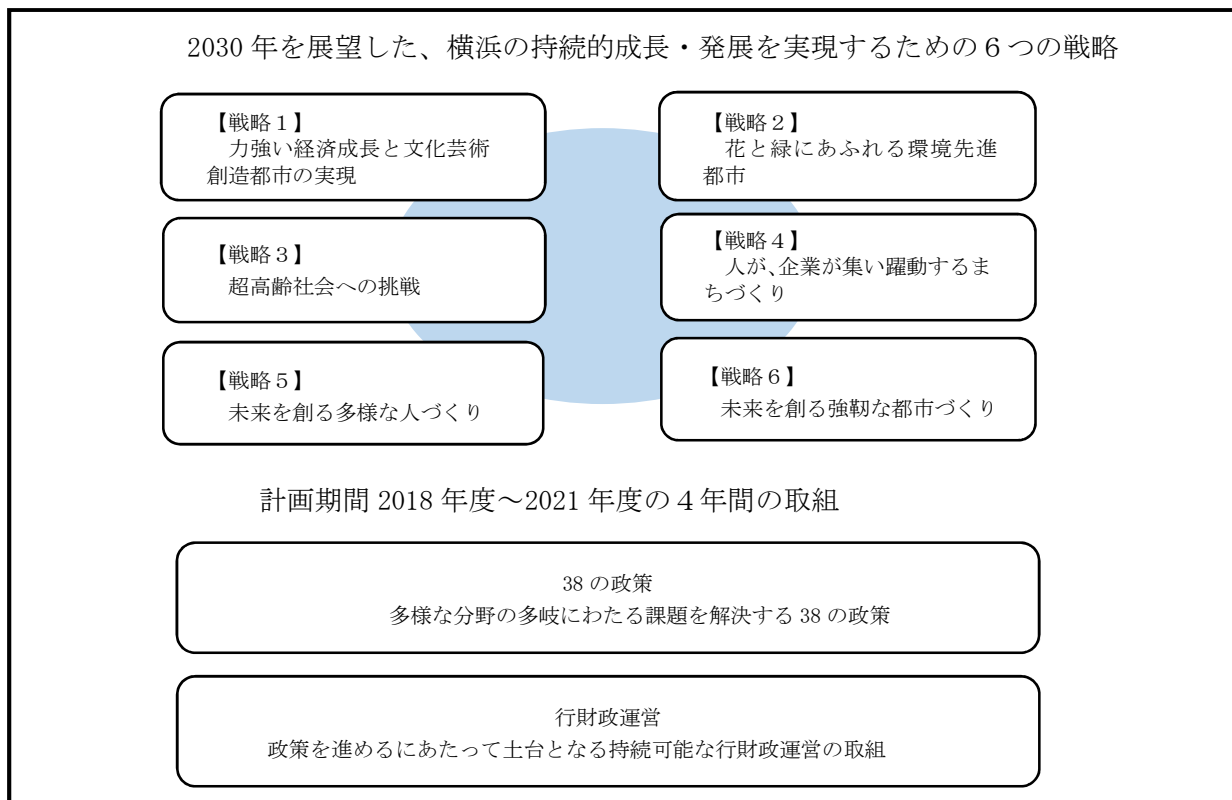 2030 年を展望した、横浜の持続的成長・発展を実現するための６つの戦略
【戦略１】
力強い経済成長と文化芸術
創造都市の実現
【戦略２】
花と緑にあふれる環境先進
都市
【戦略３】
超高齢社会への挑戦
【戦略４】
人が、企業が集い躍動するま
ちづくり
【戦略５】
未来を創る多様な人づくり
【戦略６】
未来を創る強靭な都市づくり
計画期間 2018 年度～2021 年度の４年間の取組
38 の政策
多様な分野の多岐にわたる課題を解決する 38 の政策
行財政運営
政策を進めるにあたって土台となる持続可能な行財政運営の取組